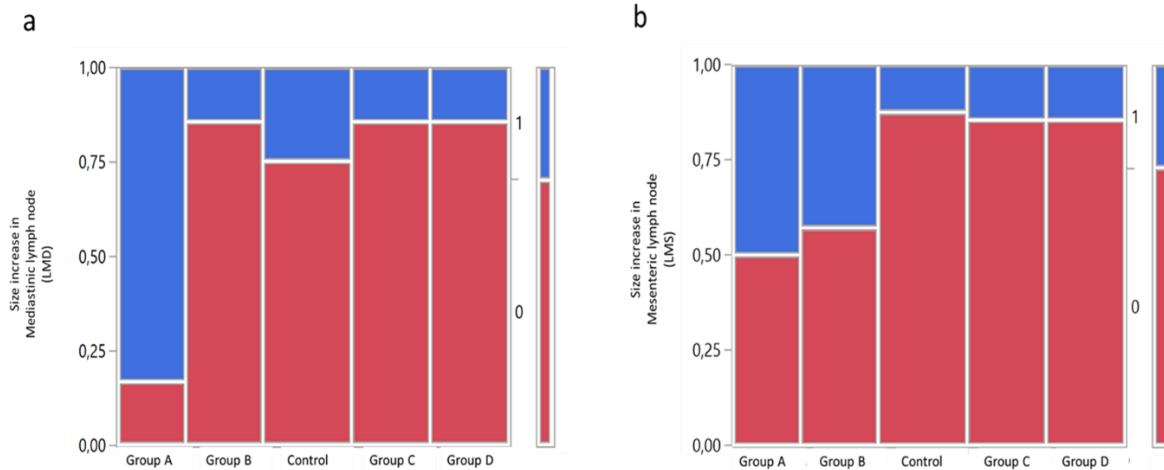 a
1,00
0,75
0,50
0,25
0,00
Size increase in
Mediastinic lymph node
(LMD)
1
0
Group A Group B Control Group C Group D
b
1,00
0,75
0,50
0,25
0,00
Size increase in
Mesenteric lymph node
(LMS)
1
0
Group A Group B Control Group C Group D